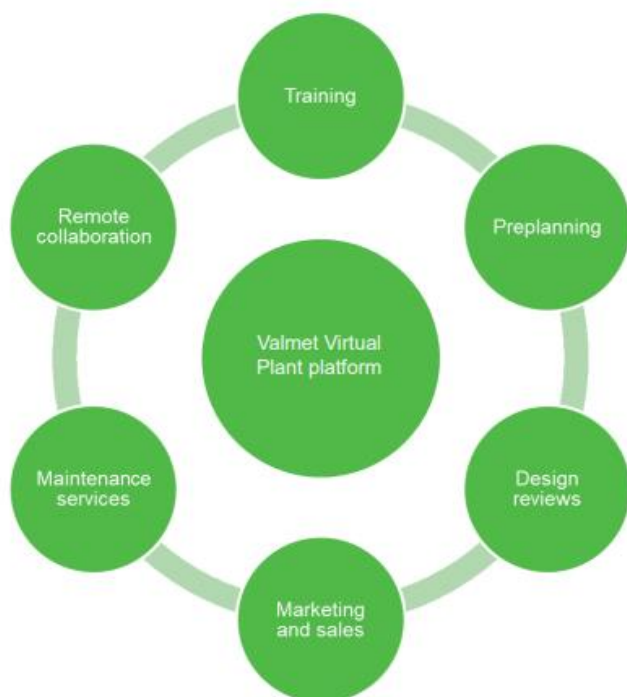 Training
Remote
collaboration
Preplanning
Valmet Virtual
Plant platform
Maintenance
services
Design
reviews
Marketing
and sales